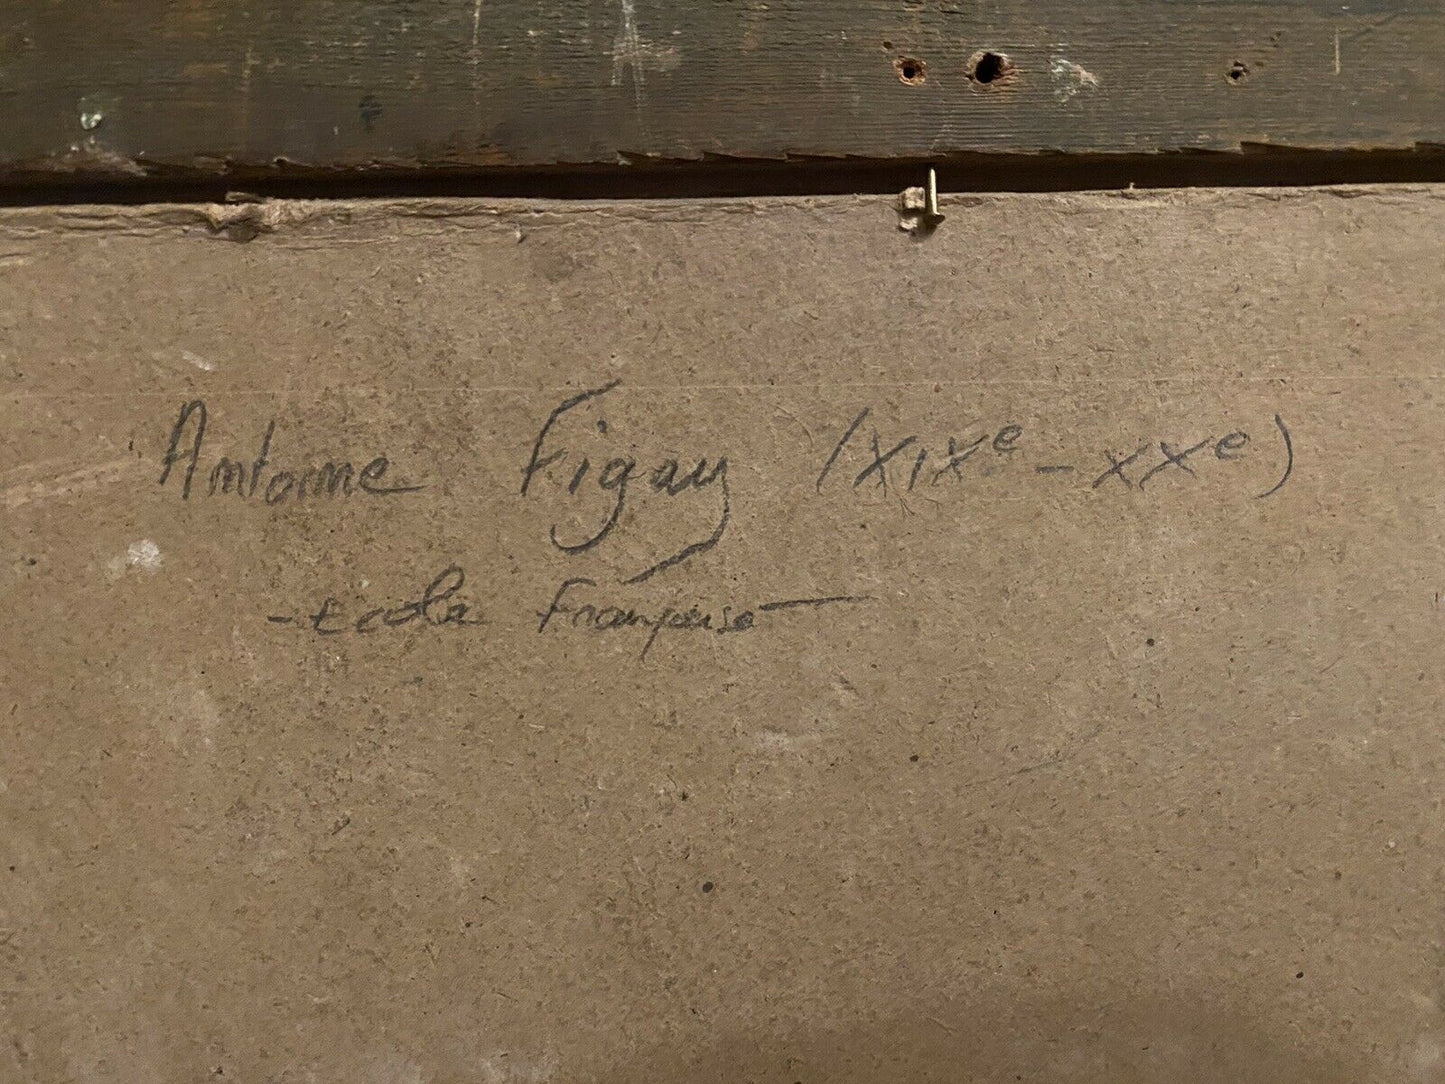 Antoine Figay (XIXe - XXe)
- Ecole Française -